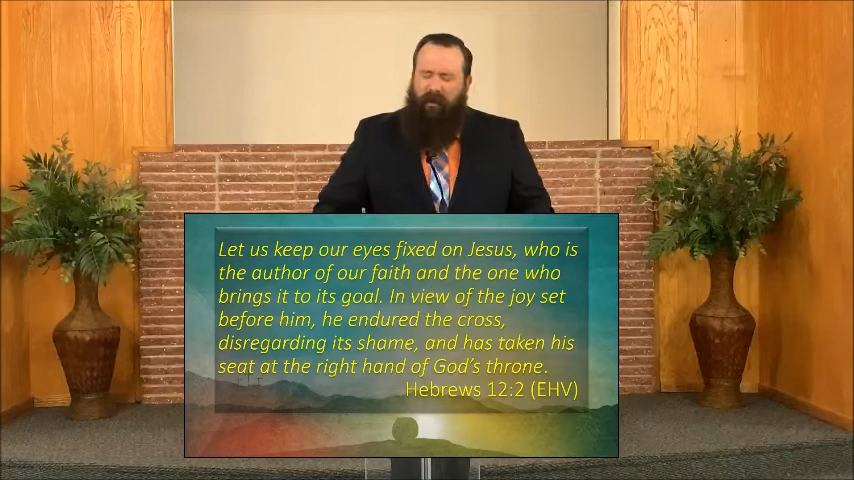 Let us keep our eyes fixed on Jesus, who is
the author of our faith and the one who
brings it to its goal. In view of the joy set
before him, he endured the cross,
disregarding its shame, and has taken his
seat at the right hand of God's throne.
Hebrews 12:2 (EHV)